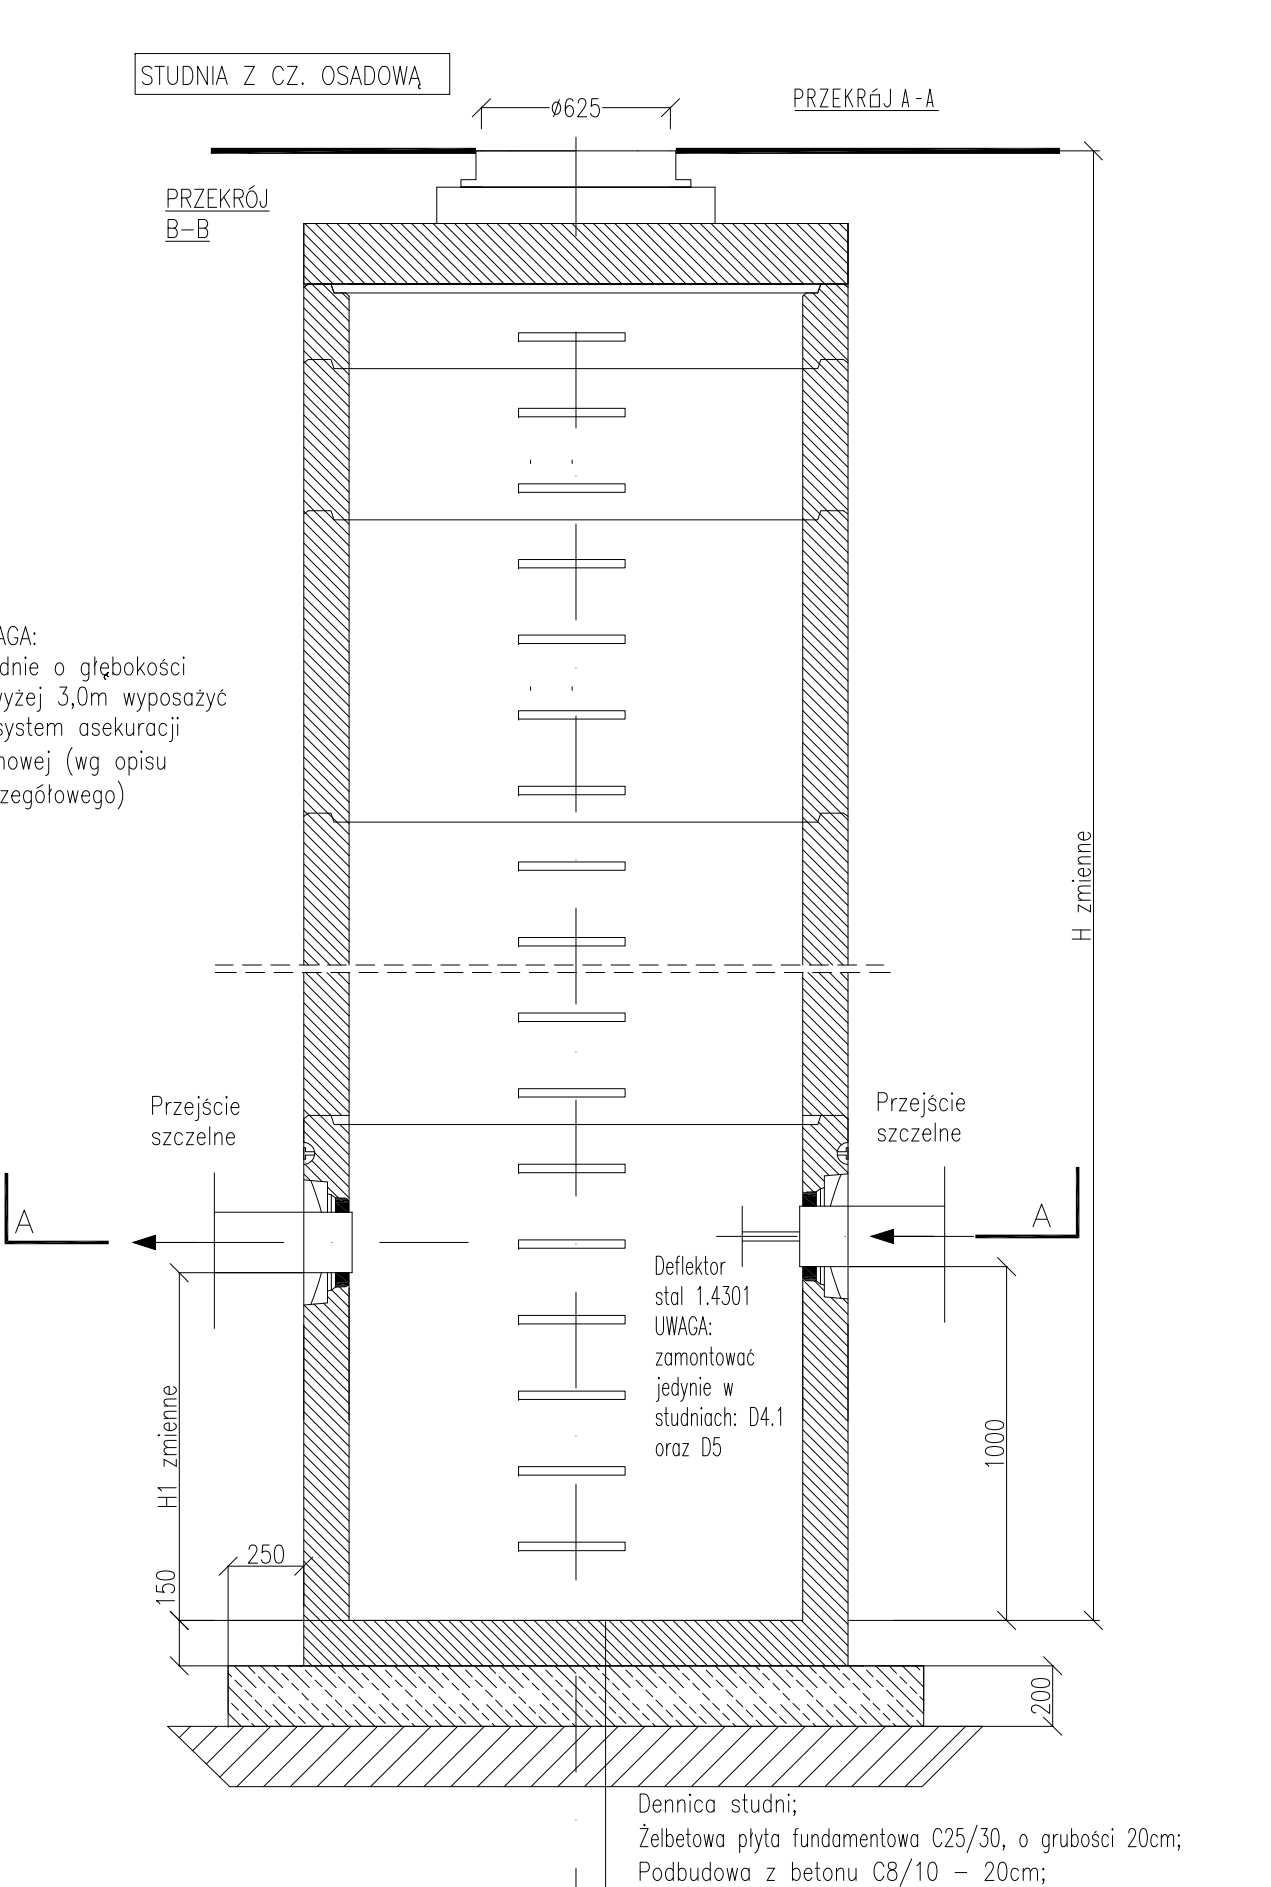 STUDNIA Z CZ. OSADOWĄ
ø625
PRZEKRóJ A-A
PRZEKRÓJ
B-B
AGA:
dnie o głębokości
wyżej 3,0m wyposażyć
system asekuracji
nowej (wg opisu
zegółowego)
H zmienne
Przejście
szczelne
Przejście
szczelne
A
A
Deflektor
stal 1.4301
UWAGA:
zamontować
jedynie w
studniach: D4.1
oraz D5
H1 zmienne
1000
250
150
200
Dennica studni;
Żelbetowa płyta fundamentowa C25/30, o grubości 20cm;
Podbudowa z betonu C8/10 – 20cm;